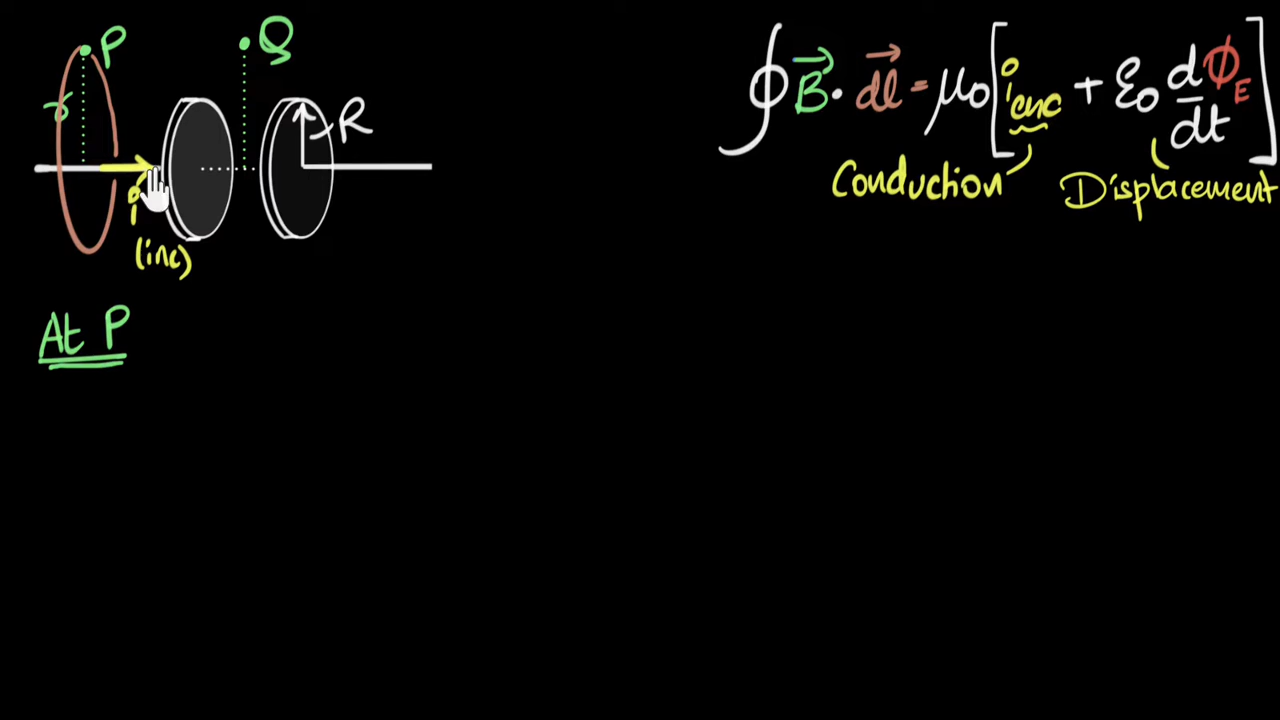 P
Q
r
R
i
(inc)
∮ B⃗ · dl⃗ = μ₀ [ i_enc + ε₀ dϕ_E/dt ]
Conduction
Displacement
At P